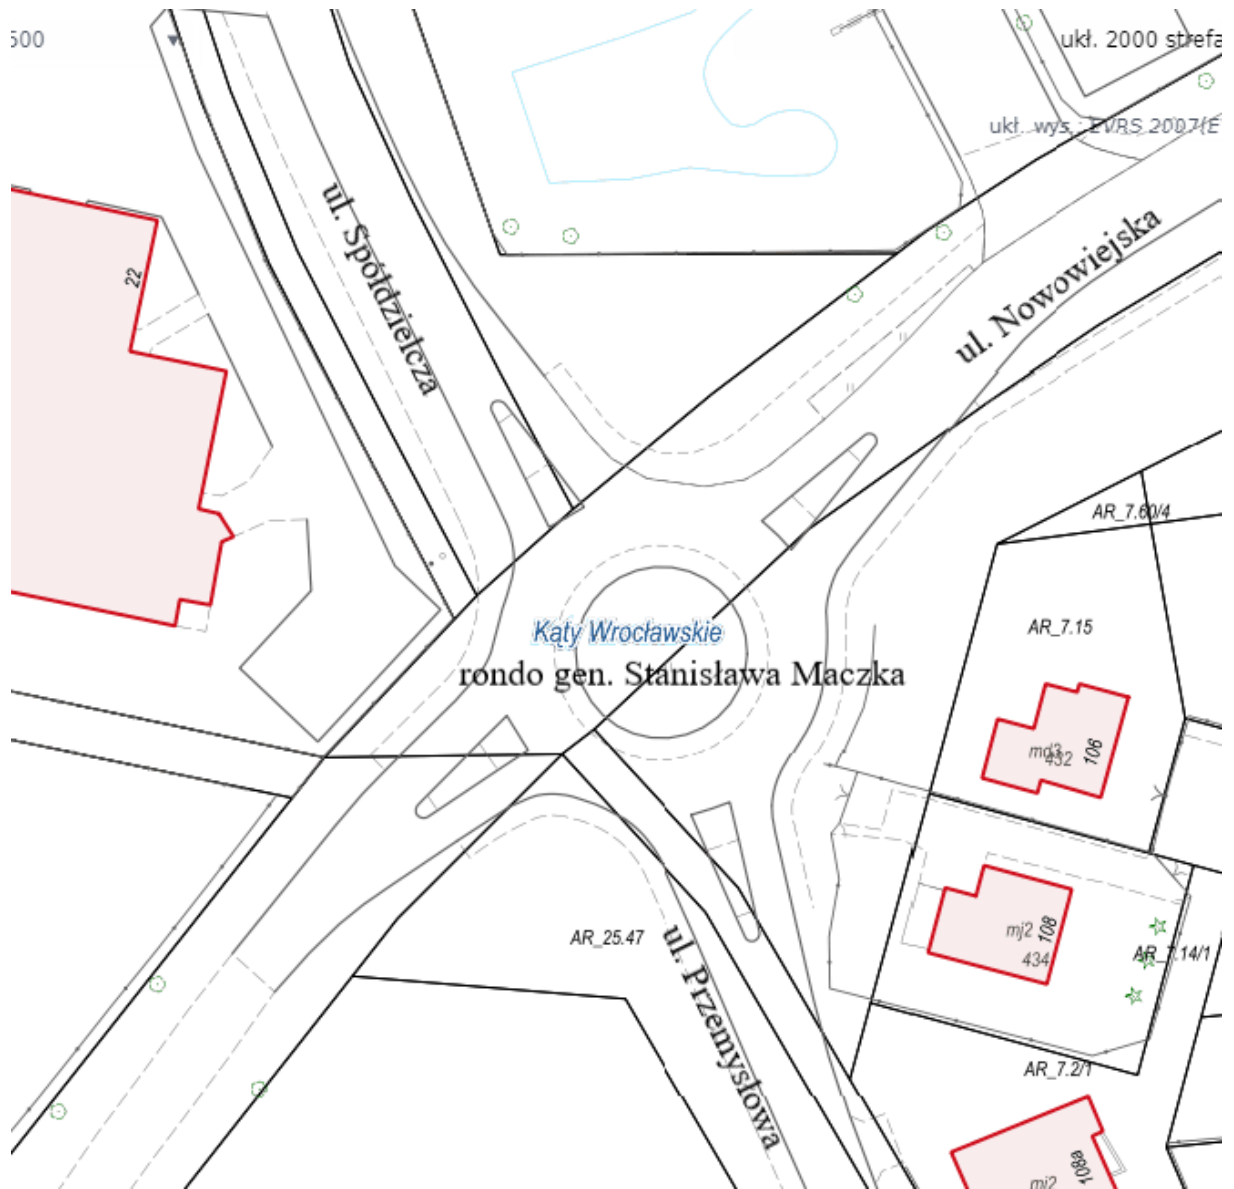 500
ukł. 2000 strefa
ukł. wys.: EVRS 2007(E
ul. Spółdzielcza
22
ul. Nowowiejska
AR_7.60/4
AR_7.15
Kąty Wrocławskie
rondo gen. Stanisława Maczka
md3
432
106
AR_25.47
mj2
108
434
AR_7.14/1
ul. Przemysłowa
AR_7.2/1
108a
mj2